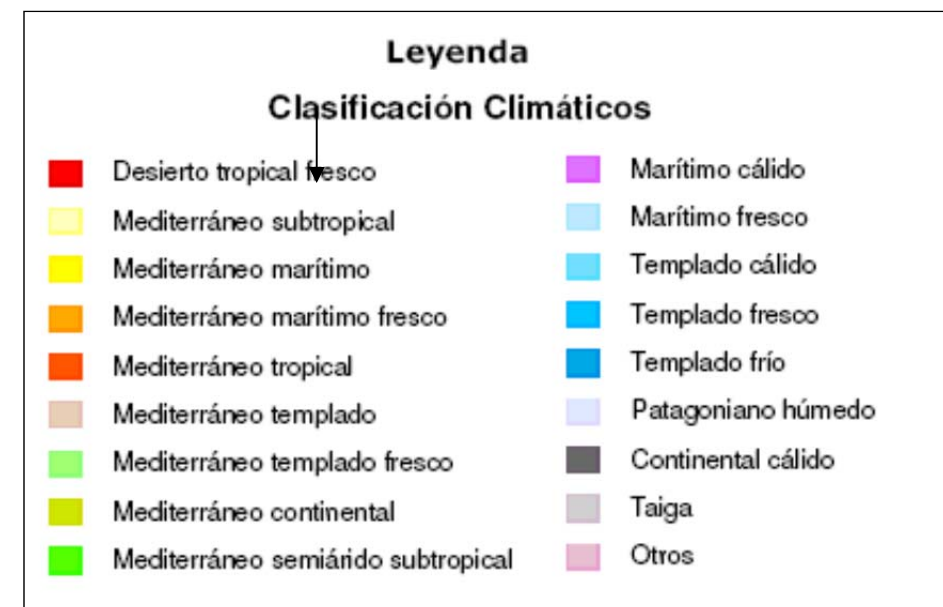 Leyenda
Clasificación Climáticos
Desierto tropical fresco
Mediterráneo subtropical
Mediterráneo marítimo
Mediterráneo marítimo fresco
Mediterráneo tropical
Mediterráneo templado
Mediterráneo templado fresco
Mediterráneo continental
Mediterráneo semiárido subtropical
Marítimo cálido
Marítimo fresco
Templado cálido
Templado fresco
Templado frío
Patagoniano húmedo
Continental cálido
Taiga
Otros